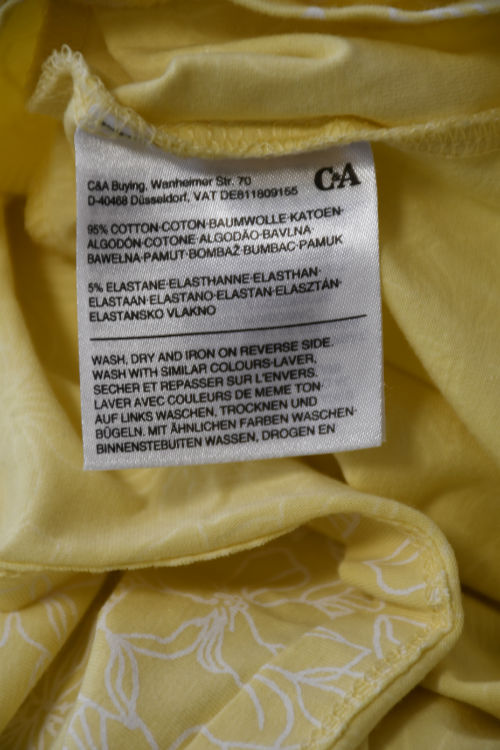 C&A Buying, Wanheimer Str. 70
C&A
D-40468 Düsseldorf, VAT DE811809165
95% COTTON·COTON·BAUMWOLLE·KATOEN·
ALGODÓN·COTONE·ALGODÃO·BAVLNA·
BAWEŁNA·PAMUT·BOMBAŽ·BUMBAC·PAMUK
5% ELASTANE·ELASTHANNE·ELASTHAN·
ELASTAAN·ELASTANO·ELASTAN·ELASZTÁN·
ELASTANSKO VLAKNO
WASH, DRY AND IRON ON REVERSE SIDE.
WASH WITH SIMILAR COLOURS·LAVER,
SECHER ET REPASSER SUR L'ENVERS.
LAVER AVEC COULEURS DE MEME TON·
AUF LINKS WASCHEN, TROCKNEN UND
BÜGELN. MIT ÄHNLICHEN FARBEN WASCHEN·
BINNENSTEBUITEN WASSEN, DROGEN EN